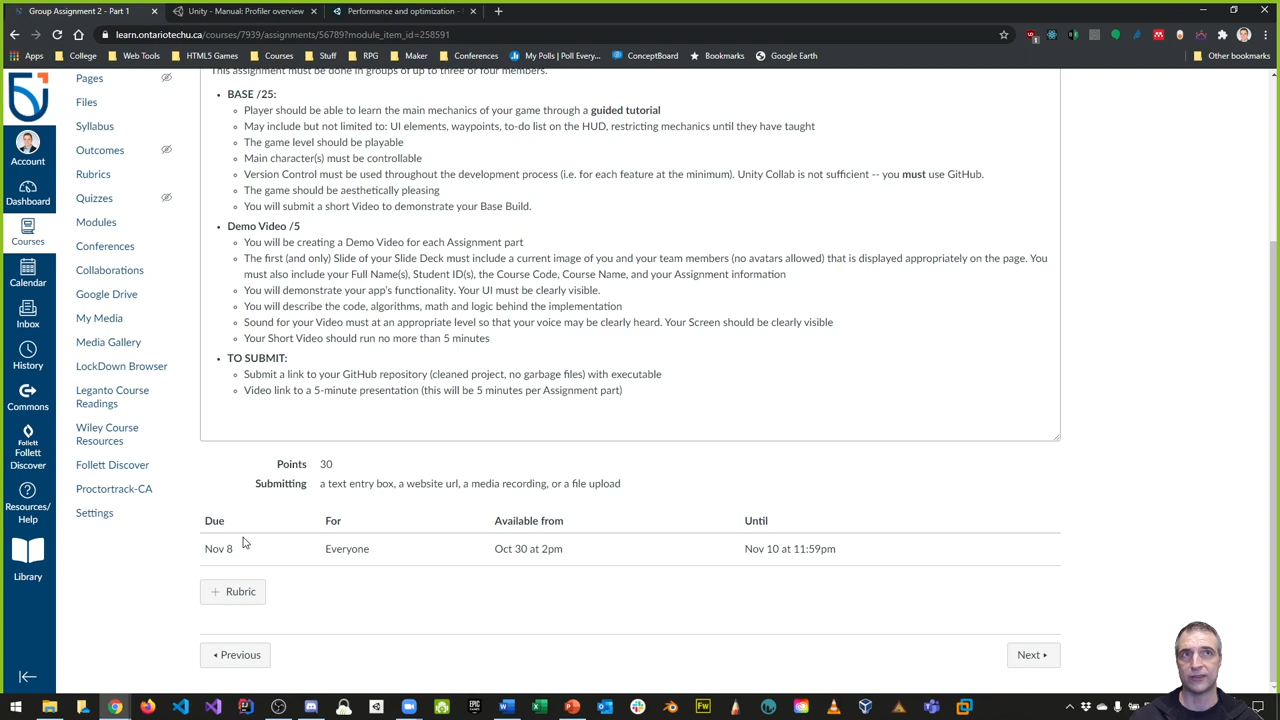 Group Assignment 2 - Part 1
Unity - Manual: Profiler overview
Performance and optimization -
learn.ontariotechu.ca/courses/7939/assignments/56789?module_item_id=258591
Apps College Web Tools HTML5 Games Courses Stuff RPG Maker Conferences My Polls | Poll Every... ConceptBoard Bookmarks Google Earth Other bookmarks
Account
Dashboard
Courses
Calendar
Inbox
History
Commons
Follett
Follett
Discover
Resources/
Help
Library
Pages
Files
Syllabus
Outcomes
Rubrics
Quizzes
Modules
Conferences
Collaborations
Google Drive
My Media
Media Gallery
LockDown Browser
Leganto Course
Readings
Wiley Course
Resources
Follett Discover
Proctortrack-CA
Settings
This assignment must be done in groups of up to three or four members.
BASE /25:
Player should be able to learn the main mechanics of your game through a guided tutorial
May include but not limited to: UI elements, waypoints, to-do list on the HUD, restricting mechanics until they have taught
The game level should be playable
Main character(s) must be controllable
Version Control must be used throughout the development process (i.e. for each feature at the minimum). Unity Collab is not sufficient -- you must use GitHub.
The game should be aesthetically pleasing
You will submit a short Video to demonstrate your Base Build.
Demo Video /5
You will be creating a Demo Video for each Assignment part
The first (and only) Slide of your Slide Deck must include a current image of you and your team members (no avatars allowed) that is displayed appropriately on the page. You
must also include your Full Name(s), Student ID(s), the Course Code, Course Name, and your Assignment information
You will demonstrate your app's functionality. Your UI must be clearly visible.
You will describe the code, algorithms, math and logic behind the implementation
Sound for your Video must at an appropriate level so that your voice may be clearly heard. Your Screen should be clearly visible
Your Short Video should run no more than 5 minutes
TO SUBMIT:
Submit a link to your GitHub repository (cleaned project, no garbage files) with executable
Video link to a 5-minute presentation (this will be 5 minutes per Assignment part)
Points 30
Submitting a text entry box, a website url, a media recording, or a file upload
Due For Available from Until
Nov 8 Everyone Oct 30 at 2pm Nov 10 at 11:59pm
+ Rubric
Previous
Next